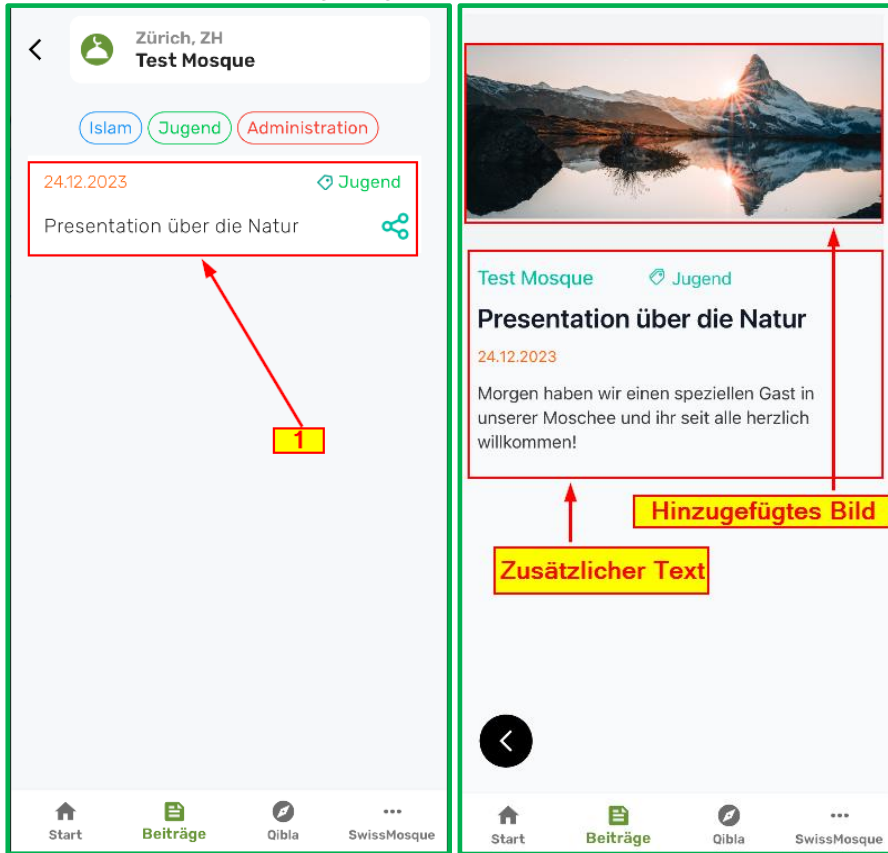 Zürich, ZH
Test Mosque
Islam
Jugend
Administration
24.12.2023
Jugend
Presentation über die Natur
1
Start
Beiträge
Qibla
SwissMosque
Test Mosque
Jugend
Presentation über die Natur
24.12.2023
Morgen haben wir einen speziellen Gast in
unserer Moschee und ihr seit alle herzlich
willkommen!
Hinzugefügtes Bild
Zusätzlicher Text
Start
Beiträge
Qibla
SwissMosque